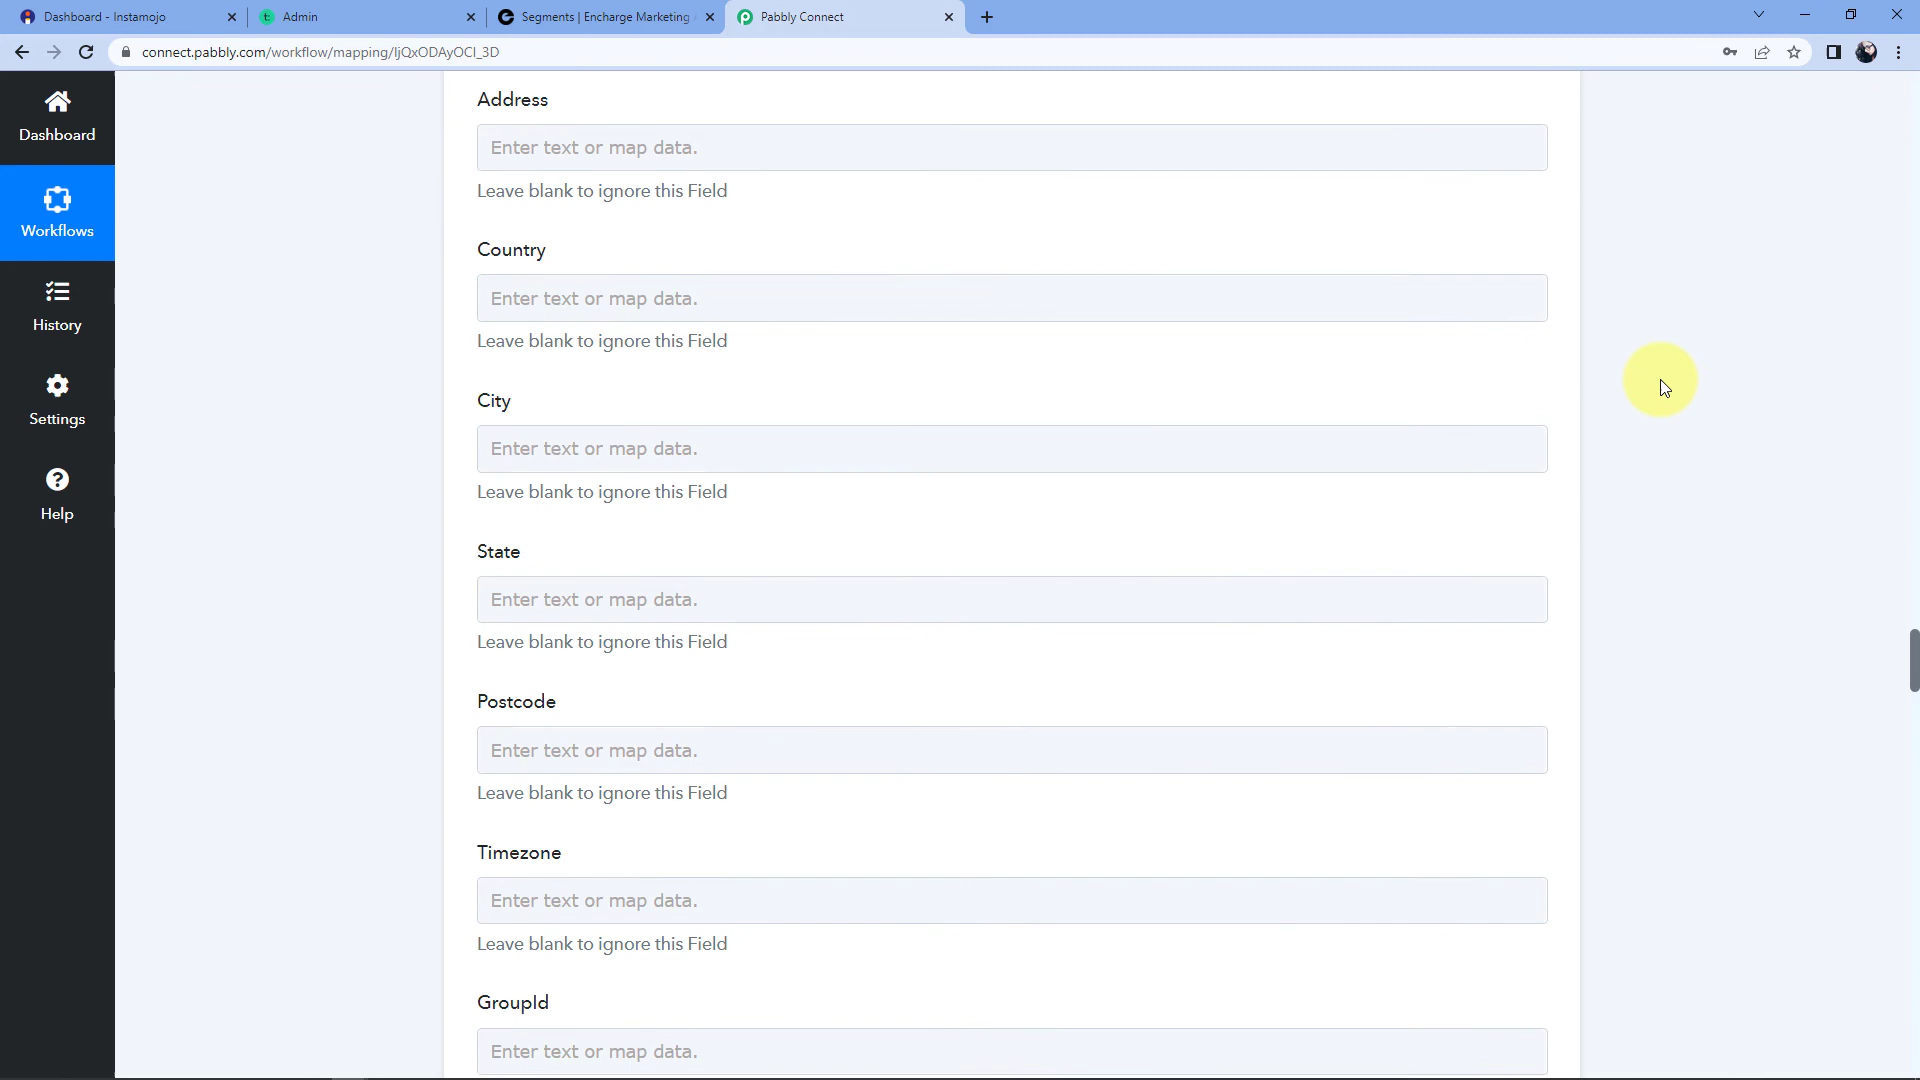 Dashboard - Instamojo
Admin
Segments | Encharge Marketing
Pabbly Connect
connect.pabbly.com/workflow/mapping/IjQxODAyOCI_3D
Dashboard
Workflows
History
Settings
Help
Address
Enter text or map data.
Leave blank to ignore this Field
Country
Enter text or map data.
Leave blank to ignore this Field
City
Enter text or map data.
Leave blank to ignore this Field
State
Enter text or map data.
Leave blank to ignore this Field
Postcode
Enter text or map data.
Leave blank to ignore this Field
Timezone
Enter text or map data.
Leave blank to ignore this Field
GroupId
Enter text or map data.